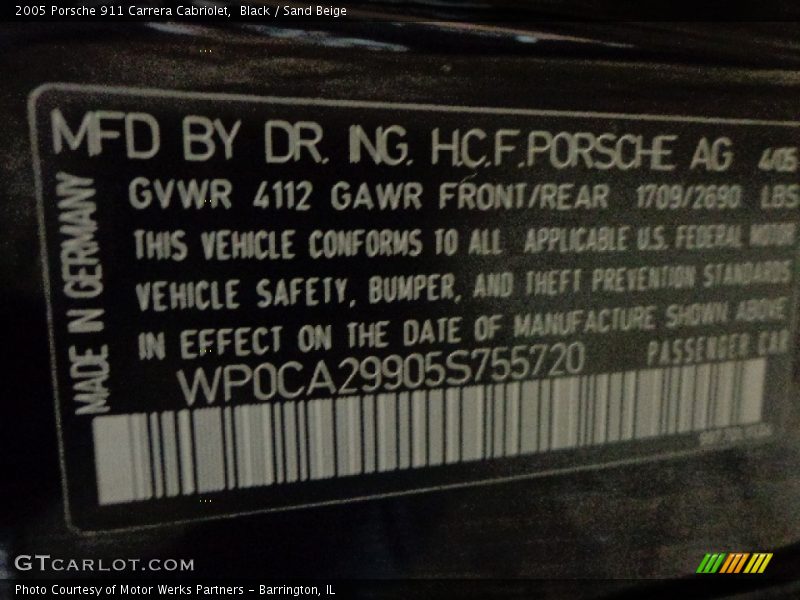 2005 Porsche 911 Carrera Cabriolet,  Black / Sand Beige
MFD BY DR. ING. H.C.F. PORSCHE AG 4/05
GVWR 4112 GAWR FRONT/REAR 1709/2690 LBS
THIS VEHICLE CONFORMS TO ALL APPLICABLE U.S. FEDERAL MOTOR
VEHICLE SAFETY, BUMPER, AND THEFT PREVENTION STANDARDS
IN EFFECT ON THE DATE OF MANUFACTURE SHOWN ABOVE
WP0CA29905S755720 PASSENGER CAR
MADE IN GERMANY
GTCARLOT.COM
Photo Courtesy of Motor Werks Partners - Barrington, IL